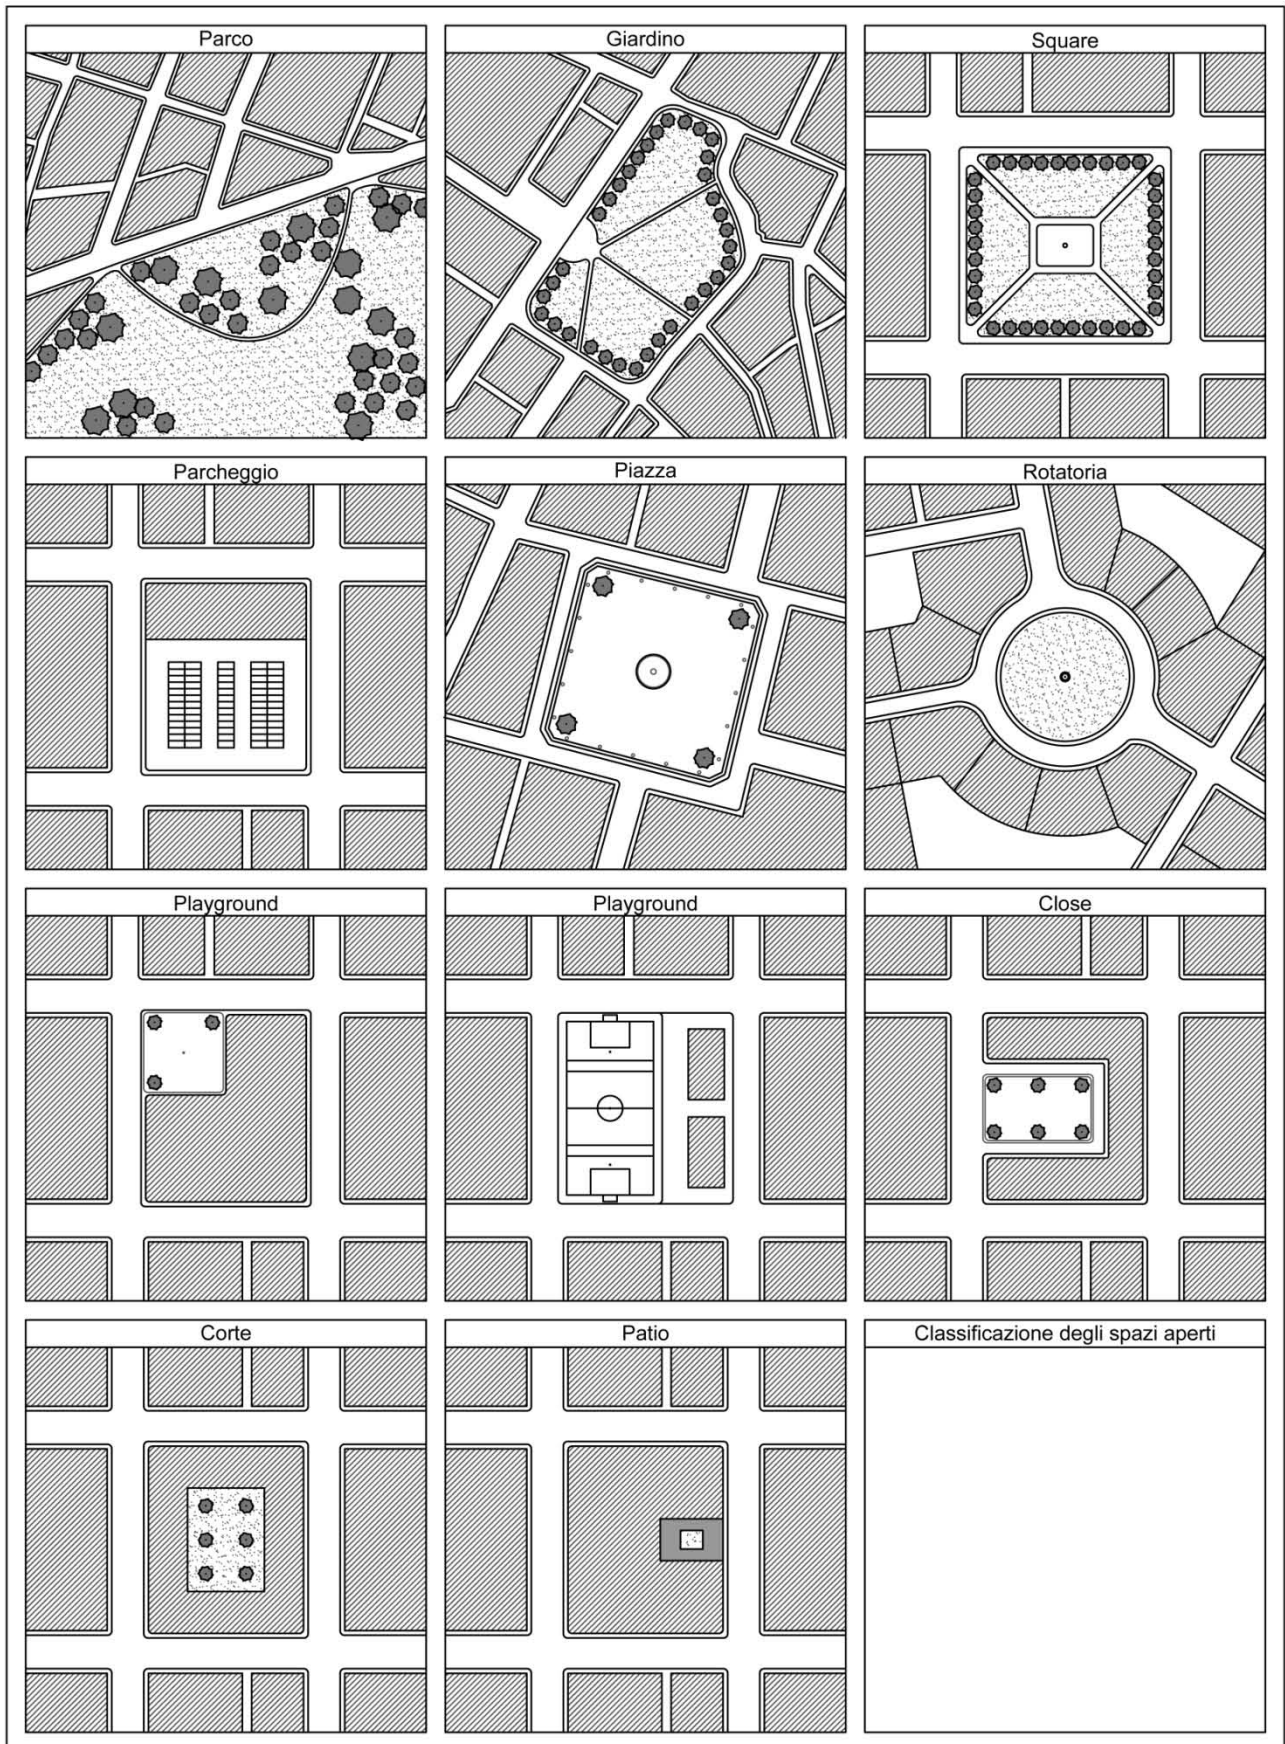 Parco
Giardino
Square
Parcheggio
Piazza
Rotatoria
Playground
Playground
Close
Corte
Patio
Classificazione degli spazi aperti